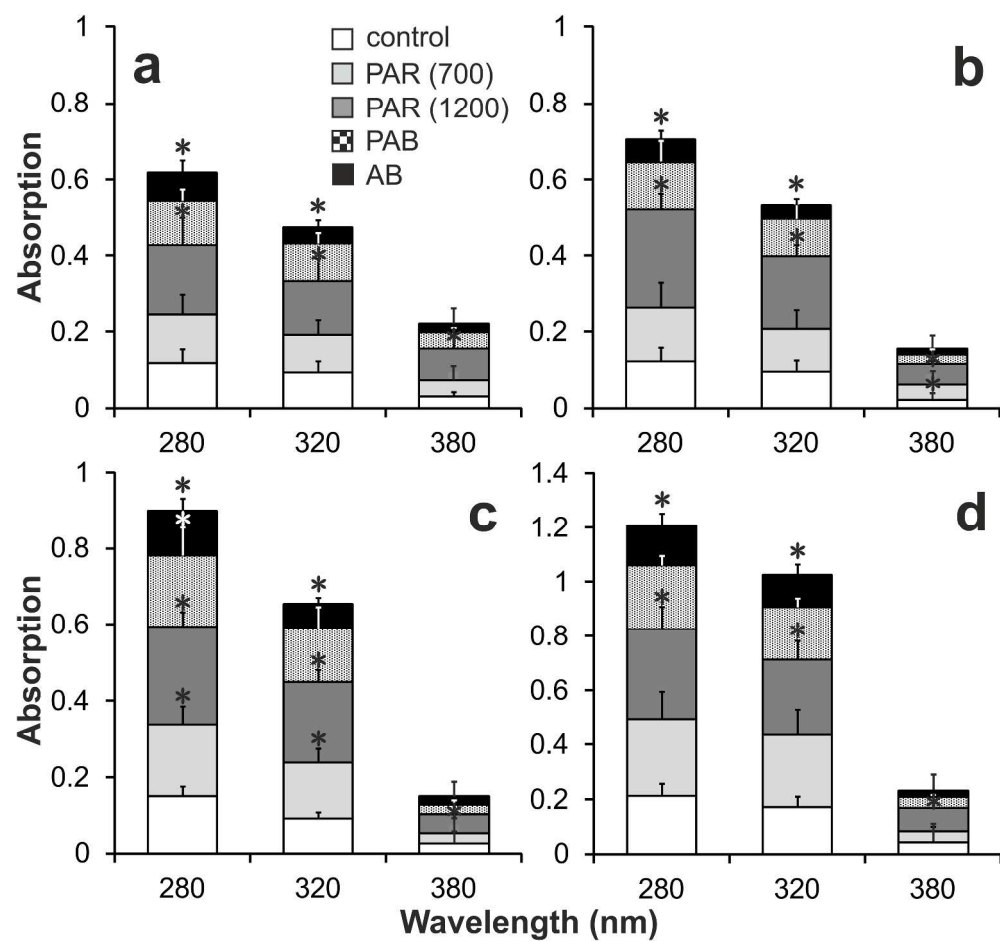 1
0.8
0.6
0.4
0.2
0
Absorption
a
control
PAR (700)
PAR (1200)
PAB
AB
* * * * *
280 320 380
1
0.8
0.6
0.4
0.2
0
b
* * * * * *
280 320 380
1
0.8
0.6
0.4
0.2
0
Absorption
c
* * * * * * * *
280 320 380
1.4
1.2
1
0.8
0.6
0.4
0.2
0
d
* * * * *
280 320 380
Wavelength (nm)